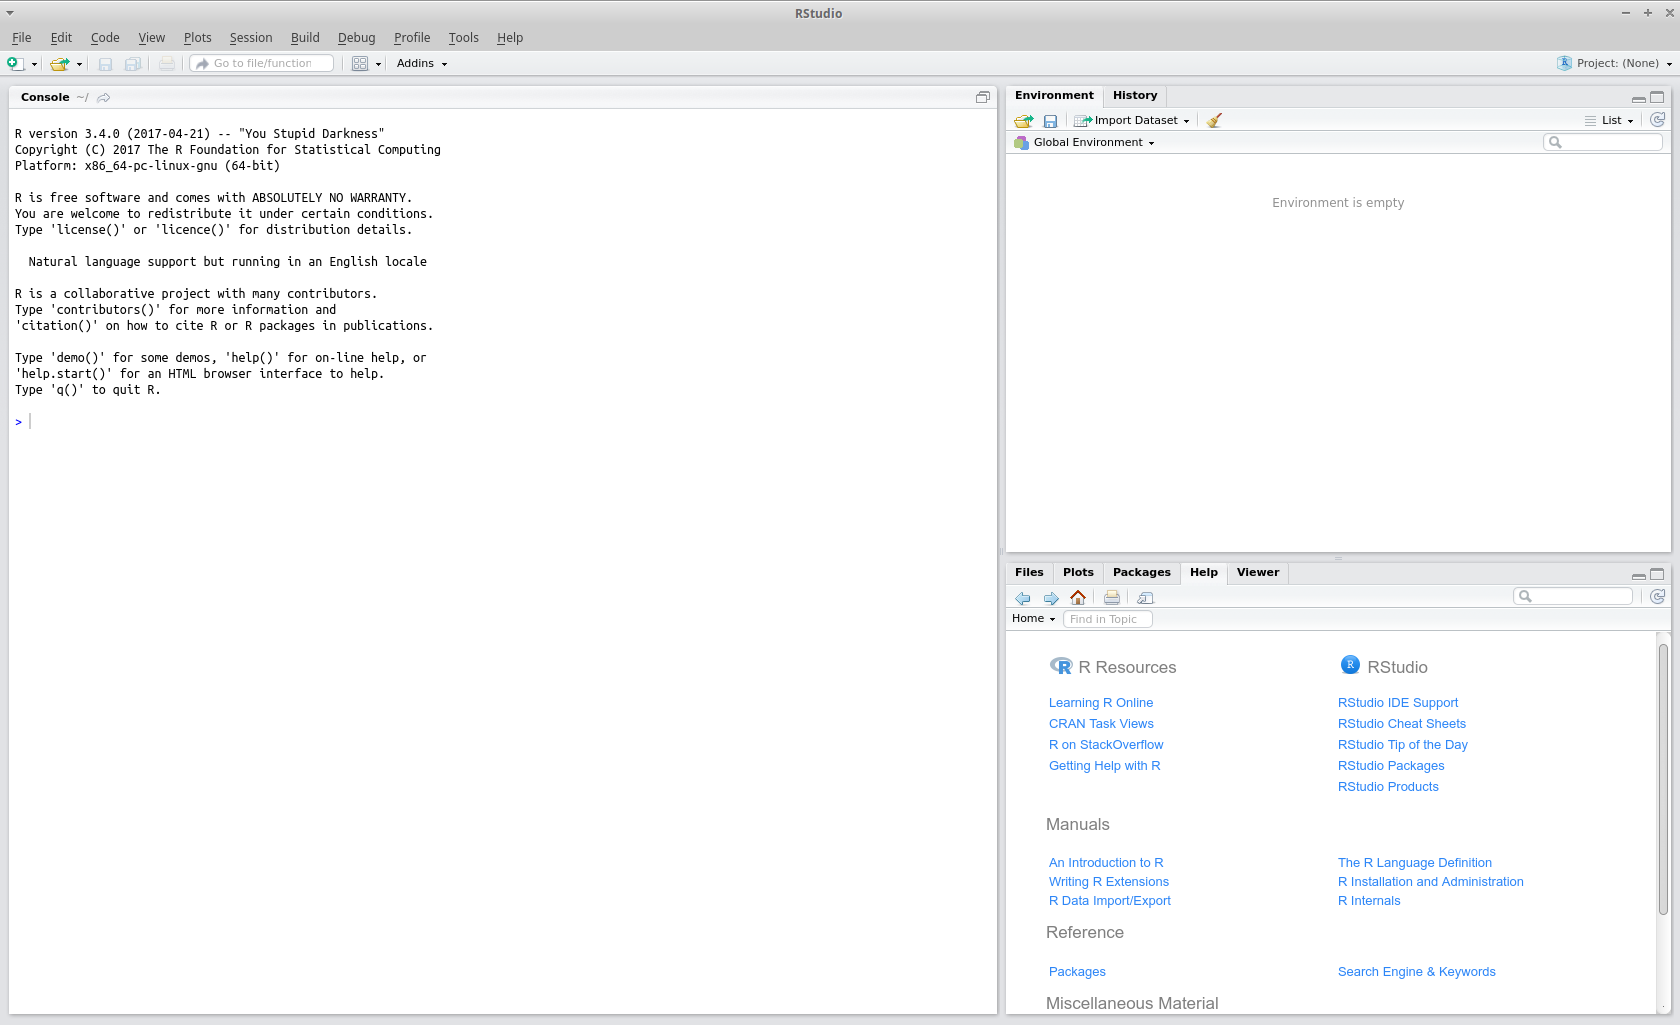 RStudio
File Edit Code View Plots Session Build Debug Profile Tools Help
Go to file/function Addins Project: (None)
Console ~/
R version 3.4.0 (2017-04-21) -- "You Stupid Darkness"
Copyright (C) 2017 The R Foundation for Statistical Computing
Platform: x86_64-pc-linux-gnu (64-bit)
R is free software and comes with ABSOLUTELY NO WARRANTY.
You are welcome to redistribute it under certain conditions.
Type 'license()' or 'licence()' for distribution details.
Natural language support but running in an English locale
R is a collaborative project with many contributors.
Type 'contributors()' for more information and
'citation()' on how to cite R or R packages in publications.
Type 'demo()' for some demos, 'help()' for on-line help, or
'help.start()' for an HTML browser interface to help.
Type 'q()' to quit R.
>
Environment History
Import Dataset List
Global Environment
Environment is empty
Files Plots Packages Help Viewer
Home Find in Topic
R Resources
Learning R Online
CRAN Task Views
R on StackOverflow
Getting Help with R
RStudio
RStudio IDE Support
RStudio Cheat Sheets
RStudio Tip of the Day
RStudio Packages
RStudio Products
Manuals
An Introduction to R The R Language Definition
Writing R Extensions R Installation and Administration
R Data Import/Export R Internals
Reference
Packages Search Engine & Keywords
Miscellaneous Material